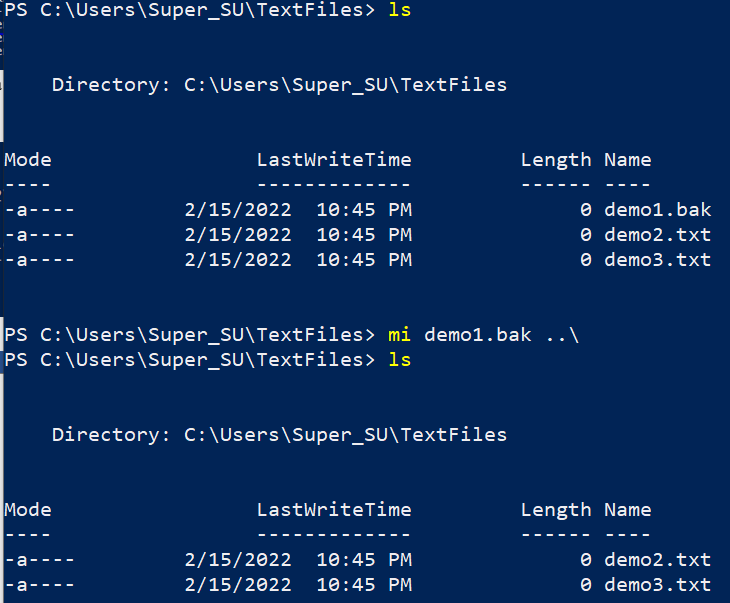 PS C:\Users\Super_SU\TextFiles> ls
Directory: C:\Users\Super_SU\TextFiles
Mode LastWriteTime Length Name
---- ------------- ------ ----
-a---- 2/15/2022 10:45 PM 0 demo1.bak
-a---- 2/15/2022 10:45 PM 0 demo2.txt
-a---- 2/15/2022 10:45 PM 0 demo3.txt
PS C:\Users\Super_SU\TextFiles> mi demo1.bak ..\
PS C:\Users\Super_SU\TextFiles> ls
Directory: C:\Users\Super_SU\TextFiles
Mode LastWriteTime Length Name
---- ------------- ------ ----
-a---- 2/15/2022 10:45 PM 0 demo2.txt
-a---- 2/15/2022 10:45 PM 0 demo3.txt